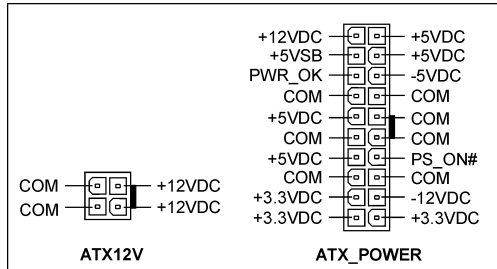 +12VDC +5VDC
+5VSB +5VDC
PWR_OK -5VDC
COM COM
+5VDC COM
COM COM
+5VDC PS_ON#
COM COM
+3.3VDC -12VDC
+3.3VDC +3.3VDC
ATX_POWER
COM +12VDC
COM +12VDC
ATX12V